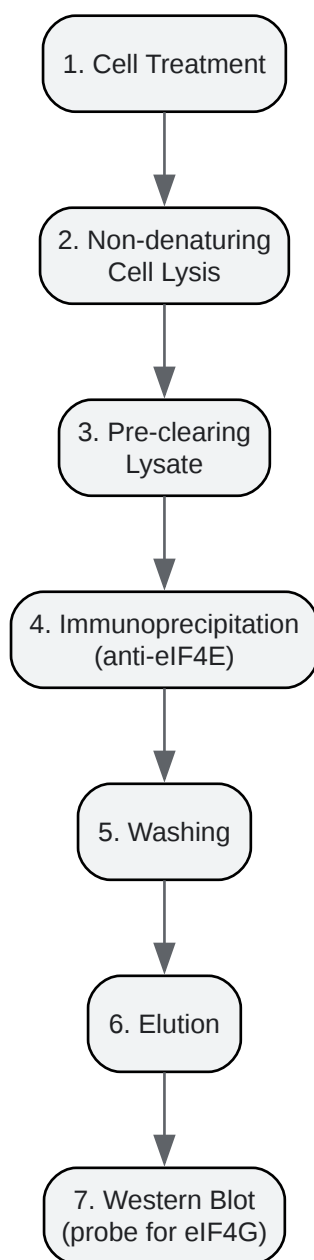 1. Cell Treatment
2. Non-denaturing
Cell Lysis
3. Pre-clearing
Lysate
4. Immunoprecipitation
(anti-eIF4E)
5. Washing
6. Elution
7. Western Blot
(probe for eIF4G)